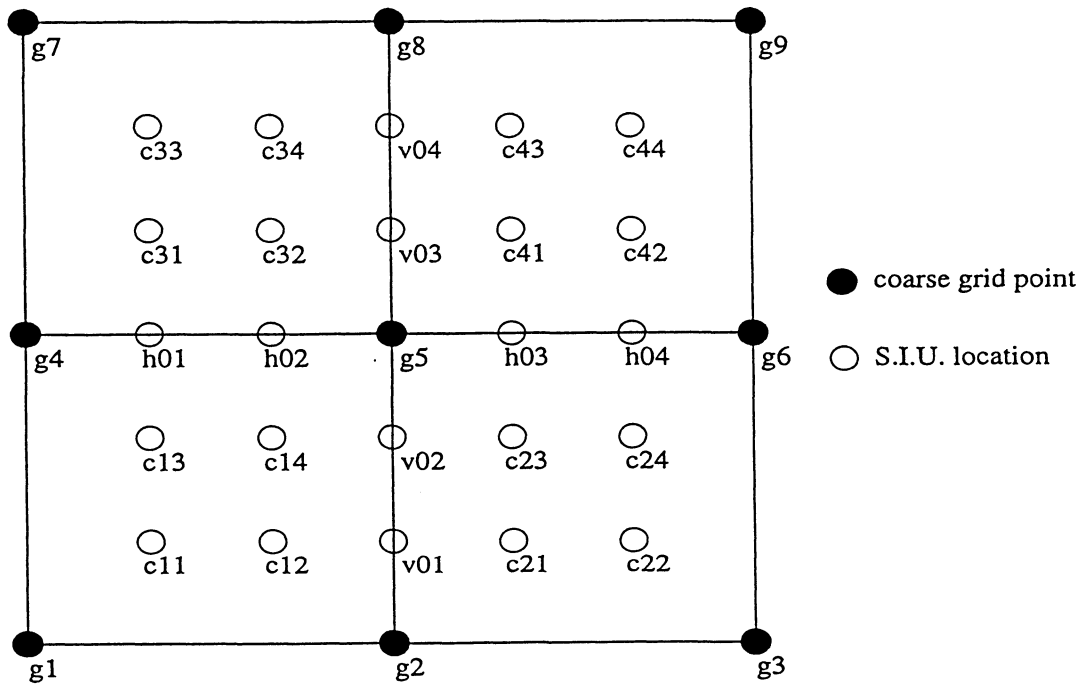 g7 g8 g9
c33 c34 v04 c43 c44
c31 c32 v03 c41 c42
coarse grid point
g4 h01 h02 g5 h03 h04 g6
S.I.U. location
c13 c14 v02 c23 c24
c11 c12 v01 c21 c22
g1 g2 g3